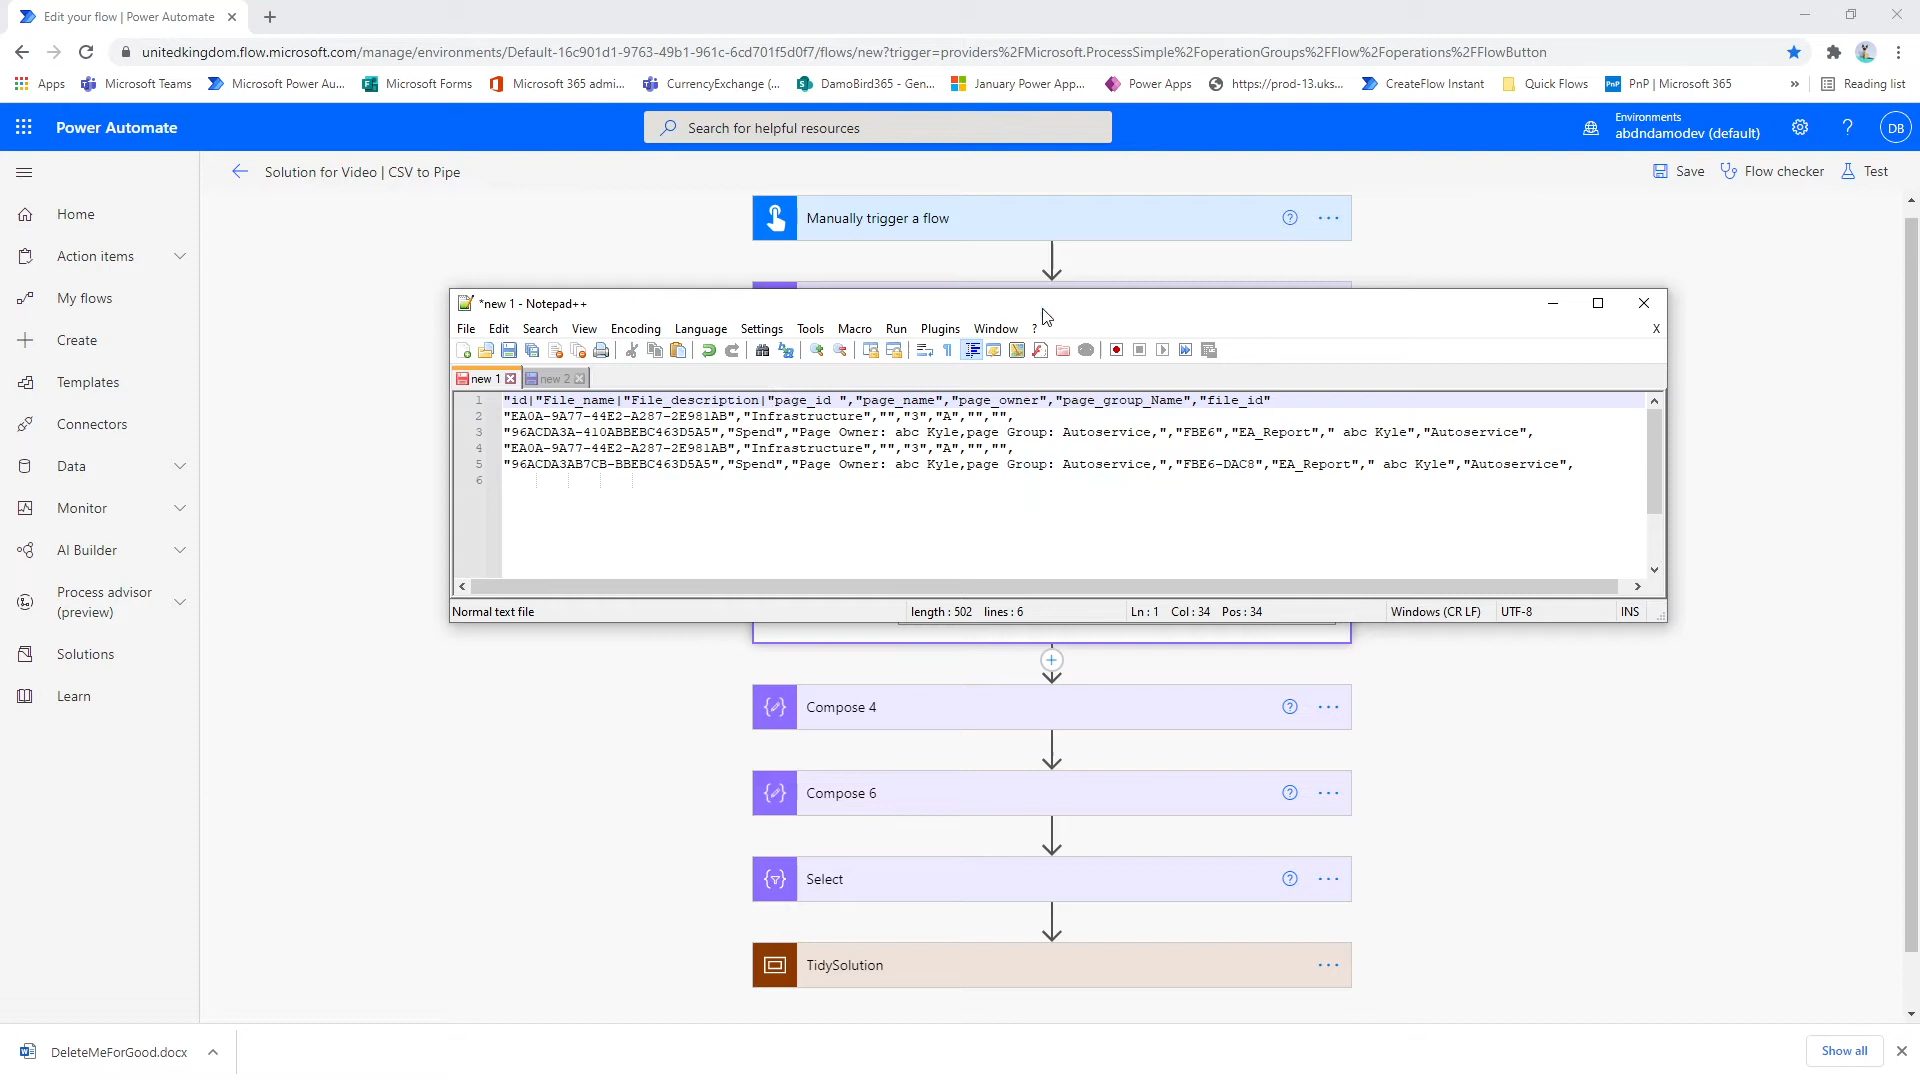 Edit your flow | Power Automate
unitedkingdom.flow.microsoft.com/manage/environments/Default-16c901d1-9763-49b1-961c-6cd701f5d0f7/flows/new?trigger=providers%2FMicrosoft.ProcessSimple%2FoperationGroups%2FFlow%2Foperations%2FFlowButton
Apps Microsoft Teams Microsoft Power Au... Microsoft Forms Microsoft 365 admi... CurrencyExchange (... DamoBird365 - Gen... January Power App... Power Apps https://prod-13.uks... CreateFlow Instant Quick Flows PnP PnP | Microsoft 365 » Reading list
Power Automate
Search for helpful resources
Environments
abdndamodev (default)
?
DB
Solution for Video | CSV to Pipe
Save Flow checker Test
Home
Action items
My flows
Create
Templates
Connectors
Data
Monitor
AI Builder
Process advisor
(preview)
Solutions
Learn
Manually trigger a flow
*new 1 - Notepad++
File Edit Search View Encoding Language Settings Tools Macro Run Plugins Window ? X
new 1 new 2
1 "id|"File_name|"File_description|"page_id ","page_name","page_owner","page_group_Name","file_id"
2 "EA0A-9A77-44E2-A287-2E981AB","Infrastructure","","3","A","","",
3 "96ACDA3A-410ABBEBC463D5A5","Spend","Page Owner: abc Kyle,page Group: Autoservice,","FBE6","EA_Report"," abc Kyle","Autoservice",
4 "EA0A-9A77-44E2-A287-2E981AB","Infrastructure","","3","A","","",
5 "96ACDA3AB7CB-BBEBC463D5A5","Spend","Page Owner: abc Kyle,page Group: Autoservice,","FBE6-DAC8","EA_Report"," abc Kyle","Autoservice",
6
Normal text file length : 502 lines : 6 Ln : 1 Col : 34 Pos : 34 Windows (CR LF) UTF-8 INS
Compose 4
Compose 6
Select
TidySolution
DeleteMeForGood.docx
Show all